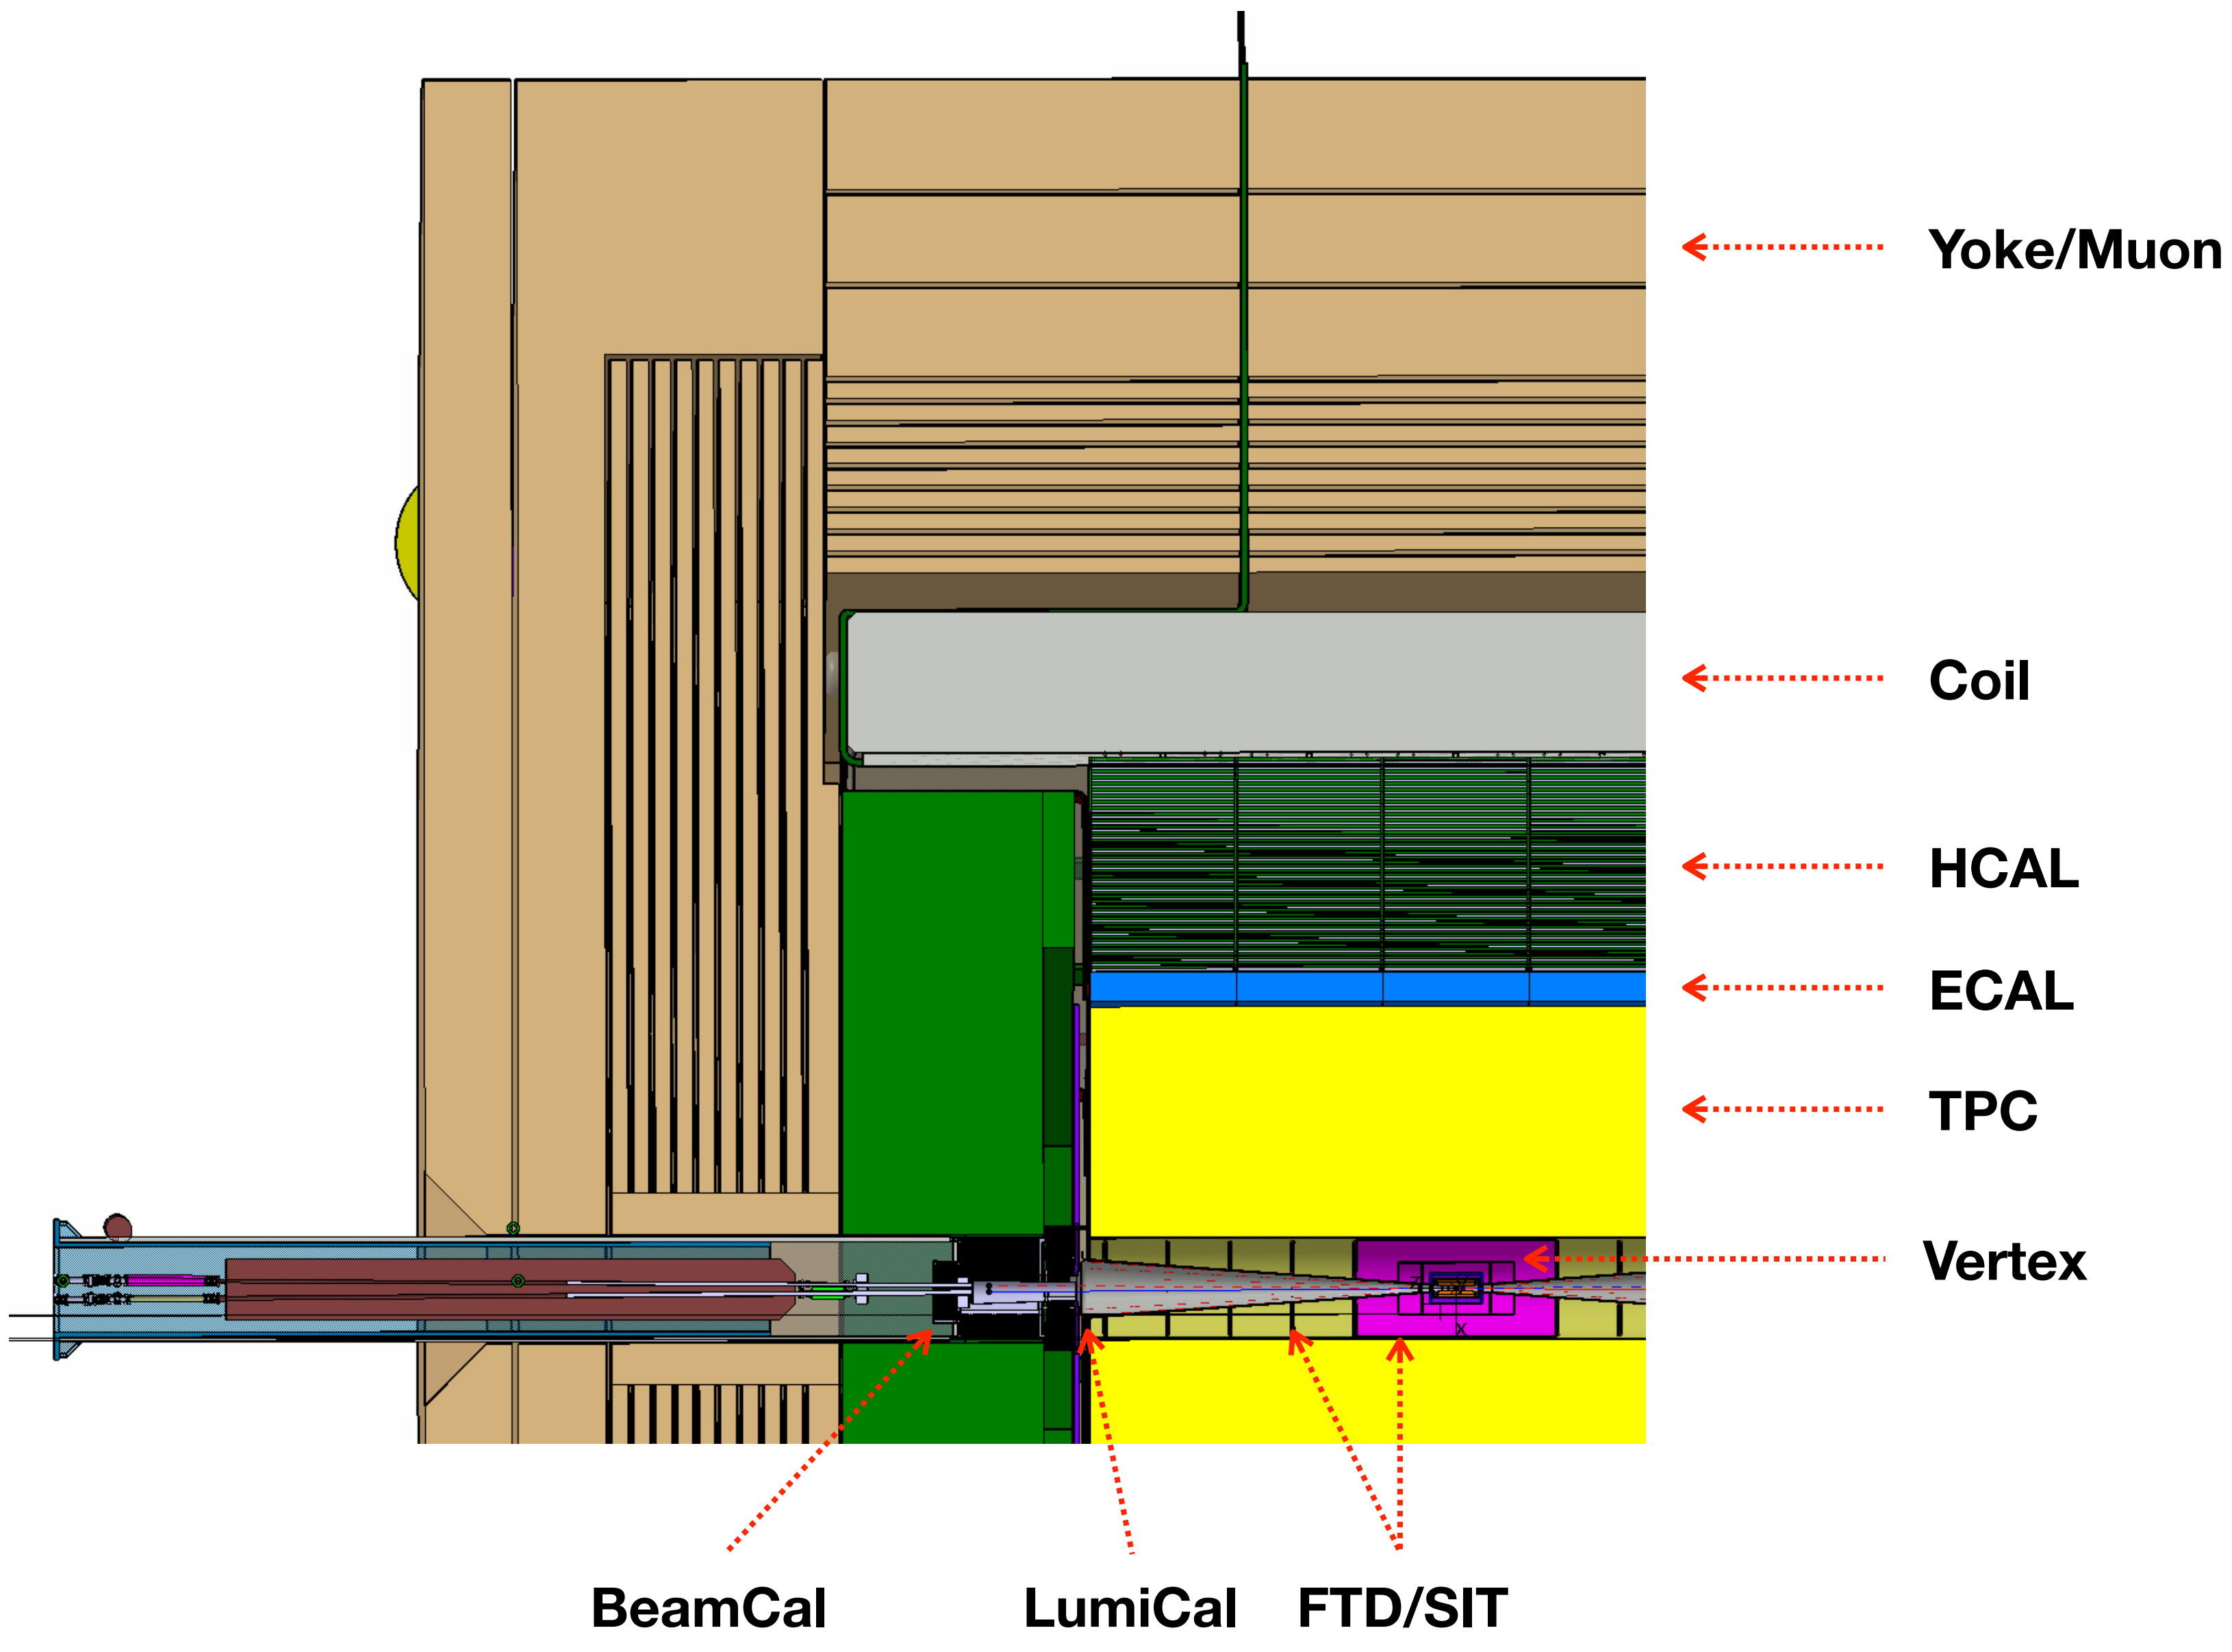 Yoke/Muon
Coil
HCAL
ECAL
TPC
Vertex
X
BeamCal
LumiCal
FTD/SIT